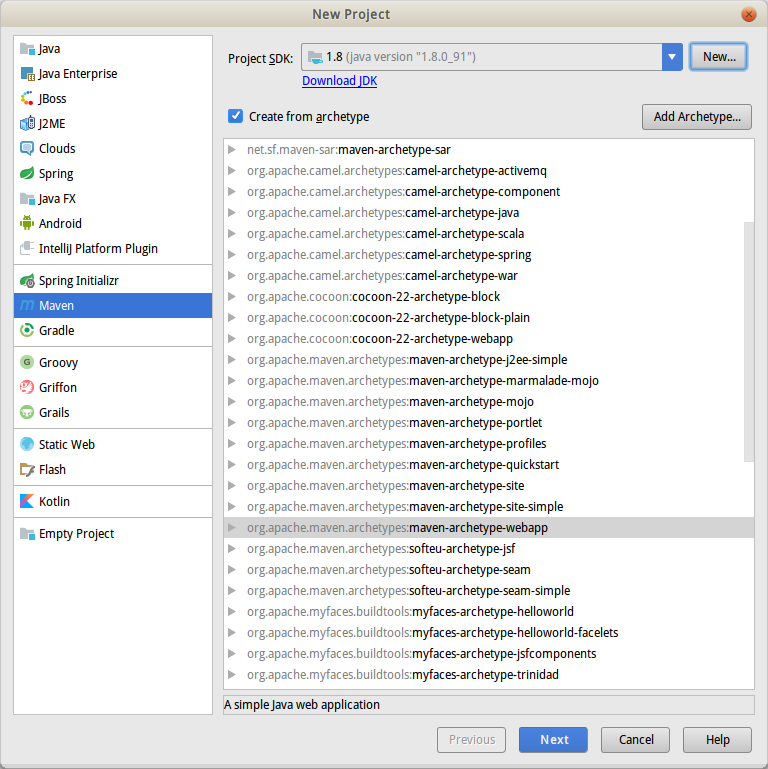 New Project
Java
Java Enterprise
JBoss
J2ME
Clouds
Spring
Java FX
Android
IntelliJ Platform Plugin
Spring Initializr
Maven
Gradle
Groovy
Griffon
Grails
Static Web
Flash
Kotlin
Empty Project
Project SDK: 1.8 (java version "1.8.0_91") New...
Download JDK
Create from archetype Add Archetype...
net.sf.maven-sar:maven-archetype-sar
org.apache.camel.archetypes:camel-archetype-activemq
org.apache.camel.archetypes:camel-archetype-component
org.apache.camel.archetypes:camel-archetype-java
org.apache.camel.archetypes:camel-archetype-scala
org.apache.camel.archetypes:camel-archetype-spring
org.apache.camel.archetypes:camel-archetype-war
org.apache.cocoon:cocoon-22-archetype-block
org.apache.cocoon:cocoon-22-archetype-block-plain
org.apache.cocoon:cocoon-22-archetype-webapp
org.apache.maven.archetypes:maven-archetype-j2ee-simple
org.apache.maven.archetypes:maven-archetype-marmalade-mojo
org.apache.maven.archetypes:maven-archetype-mojo
org.apache.maven.archetypes:maven-archetype-portlet
org.apache.maven.archetypes:maven-archetype-profiles
org.apache.maven.archetypes:maven-archetype-quickstart
org.apache.maven.archetypes:maven-archetype-site
org.apache.maven.archetypes:maven-archetype-site-simple
org.apache.maven.archetypes:maven-archetype-webapp
org.apache.maven.archetypes:softeu-archetype-jsf
org.apache.maven.archetypes:softeu-archetype-seam
org.apache.maven.archetypes:softeu-archetype-seam-simple
org.apache.myfaces.buildtools:myfaces-archetype-helloworld
org.apache.myfaces.buildtools:myfaces-archetype-helloworld-facelets
org.apache.myfaces.buildtools:myfaces-archetype-jsfcomponents
org.apache.myfaces.buildtools:myfaces-archetype-trinidad
A simple Java web application
Previous Next Cancel Help